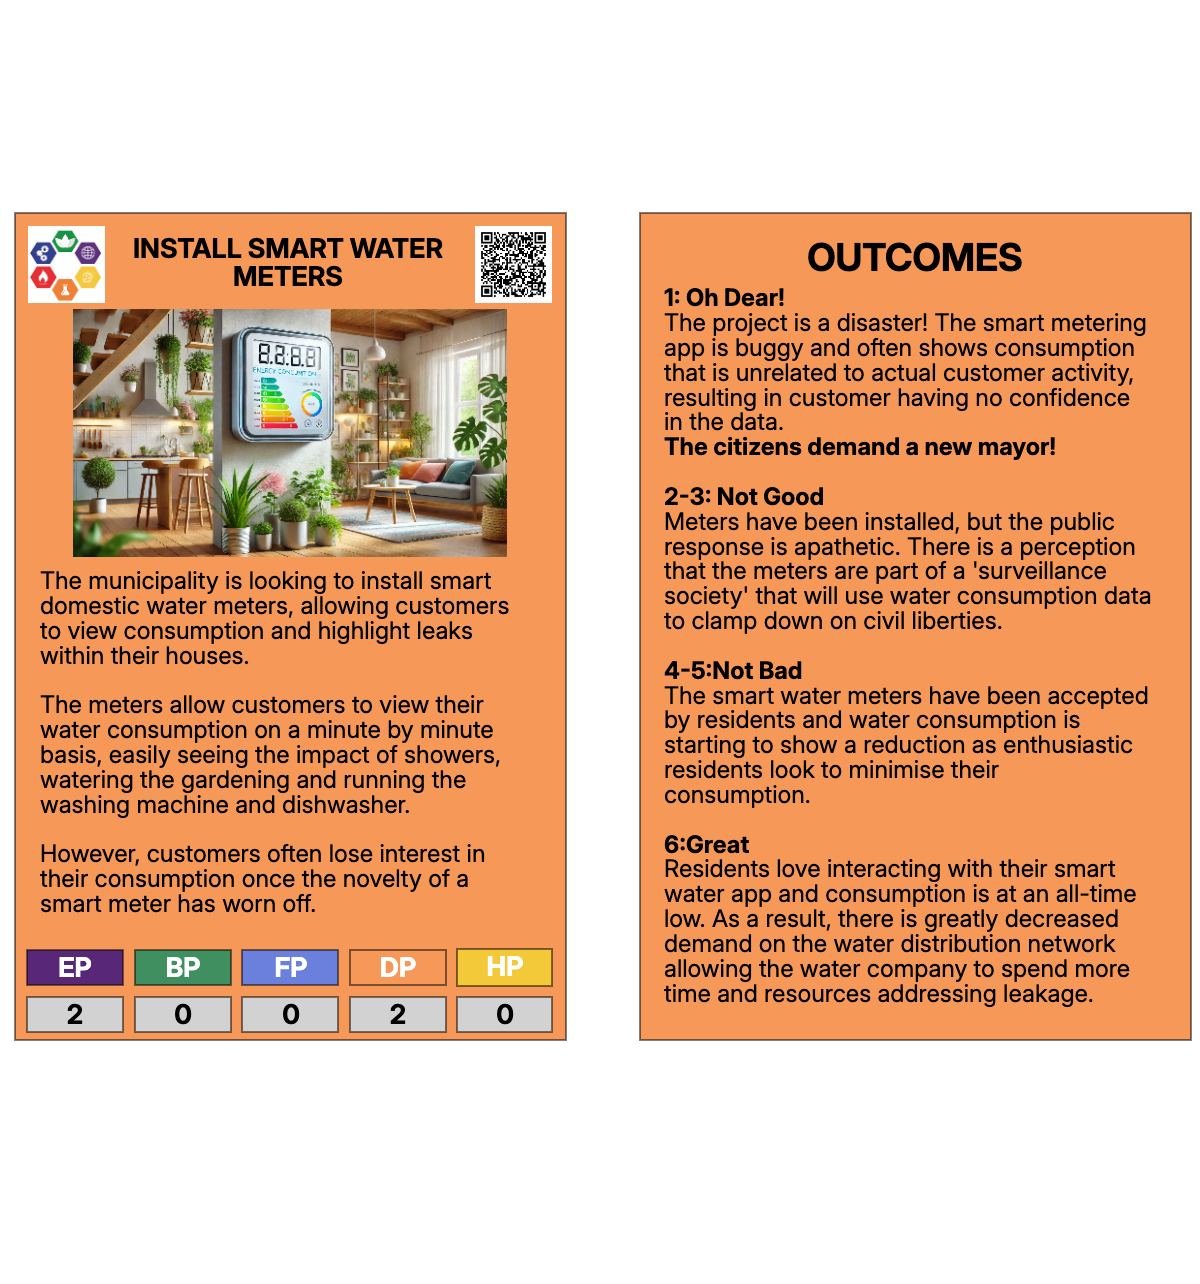 INSTALL SMART WATER
METERS
8.8.8.8
ENERGY CONSUMPTION
The municipality is looking to install smart
domestic water meters, allowing customers
to view consumption and highlight leaks
within their houses.
The meters allow customers to view their
water consumption on a minute by minute
basis, easily seeing the impact of showers,
watering the gardening and running the
washing machine and dishwasher.
However, customers often lose interest in
their consumption once the novelty of a
smart meter has worn off.
EP BP FP DP HP
2 0 0 2 0
OUTCOMES
1: Oh Dear!
The project is a disaster! The smart metering
app is buggy and often shows consumption
that is unrelated to actual customer activity,
resulting in customer having no confidence
in the data.
The citizens demand a new mayor!
2-3: Not Good
Meters have been installed, but the public
response is apathetic. There is a perception
that the meters are part of a 'surveillance
society' that will use water consumption data
to clamp down on civil liberties.
4-5:Not Bad
The smart water meters have been accepted
by residents and water consumption is
starting to show a reduction as enthusiastic
residents look to minimise their
consumption.
6:Great
Residents love interacting with their smart
water app and consumption is at an all-time
low. As a result, there is greatly decreased
demand on the water distribution network
allowing the water company to spend more
time and resources addressing leakage.